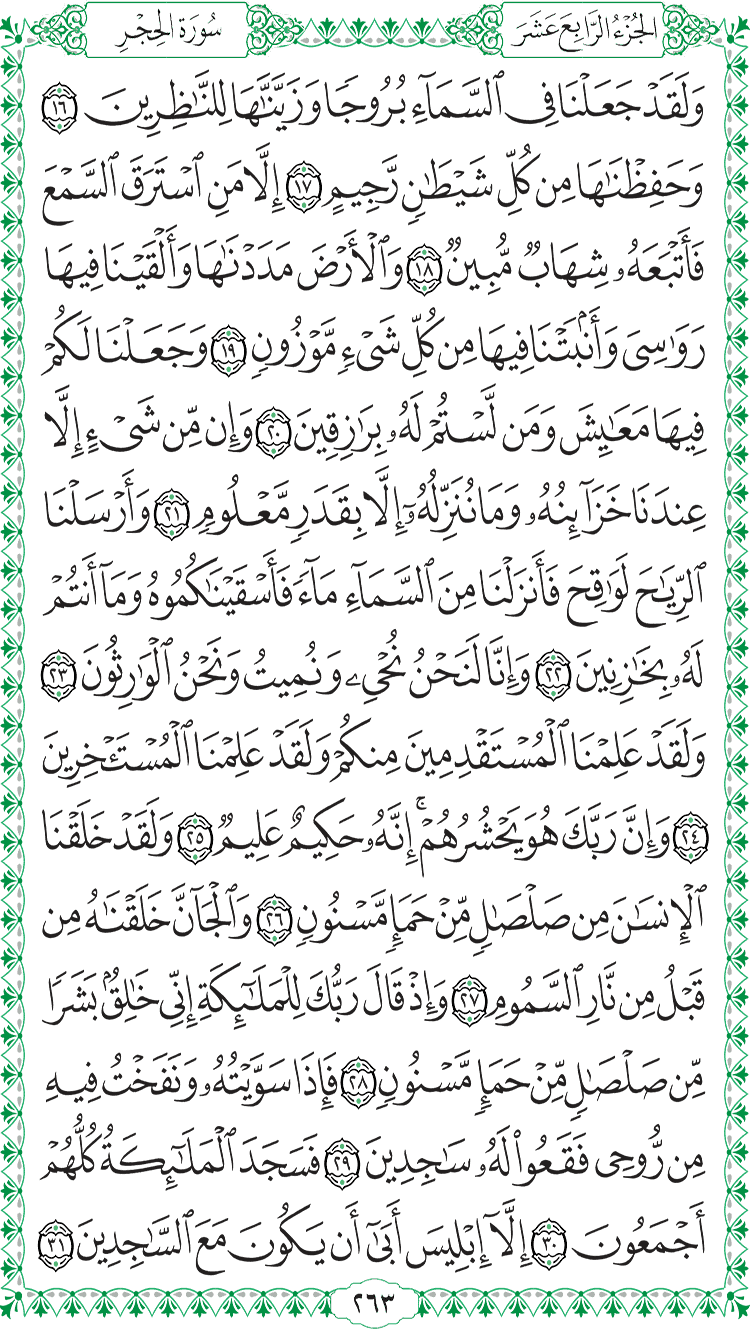 الجُزْءُ الرَّابِعَ عَشَرَ
سُورَةُ الحِجْرِ
وَلَقَدْ جَعَلْنَا فِي ٱلسَّمَآءِ بُرُوجًا وَزَيَّنَّٰهَا لِلنَّٰظِرِينَ ١٦
وَحَفِظْنَٰهَا مِن كُلِّ شَيْطَٰنٍ رَّجِيمٍ ١٧ إِلَّا مَنِ ٱسْتَرَقَ ٱلسَّمْعَ
فَأَتْبَعَهُۥ شِهَابٌ مُّبِينٌ ١٨ وَٱلْأَرْضَ مَدَدْنَٰهَا وَأَلْقَيْنَا فِيهَا
رَوَٰسِيَ وَأَنۢبَتْنَا فِيهَا مِن كُلِّ شَيْءٍ مَّوْزُونٍ ١٩ وَجَعَلْنَا لَكُمْ
فِيهَا مَعَٰيِشَ وَمَن لَّسْتُمْ لَهُۥ بِرَٰزِقِينَ ٢٠ وَإِن مِّن شَيْءٍ إِلَّا
عِندَنَا خَزَآئِنُهُۥ وَمَا نُنَزِّلُهُۥٓ إِلَّا بِقَدَرٍ مَّعْلُومٍ ٢١ وَأَرْسَلْنَا
ٱلرِّيَٰحَ لَوَٰقِحَ فَأَنزَلْنَا مِنَ ٱلسَّمَآءِ مَآءً فَأَسْقَيْنَٰكُمُوهُ وَمَآ أَنتُمْ
لَهُۥ بِخَٰزِنِينَ ٢٢ وَإِنَّا لَنَحْنُ نُحْيِۦ وَنُمِيتُ وَنَحْنُ ٱلْوَٰرِثُونَ ٢٣
وَلَقَدْ عَلِمْنَا ٱلْمُسْتَقْدِمِينَ مِنكُمْ وَلَقَدْ عَلِمْنَا ٱلْمُسْتَـْٔخِرِينَ
٢٤ وَإِنَّ رَبَّكَ هُوَ يَحْشُرُهُمْ ۚ إِنَّهُۥ حَكِيمٌ عَلِيمٌ ٢٥ وَلَقَدْ خَلَقْنَا
ٱلْإِنسَٰنَ مِن صَلْصَٰلٍ مِّنْ حَمَإٍ مَّسْنُونٍ ٢٦ وَٱلْجَآنَّ خَلَقْنَٰهُ مِن
قَبْلُ مِن نَّارِ ٱلسَّمُومِ ٢٧ وَإِذْ قَالَ رَبُّكَ لِلْمَلَٰٓئِكَةِ إِنِّي خَٰلِقٌۢ بَشَرًا
مِّن صَلْصَٰلٍ مِّنْ حَمَإٍ مَّسْنُونٍ ٢٨ فَإِذَا سَوَّيْتُهُۥ وَنَفَخْتُ فِيهِ
مِن رُّوحِي فَقَعُوا۟ لَهُۥ سَٰجِدِينَ ٢٩ فَسَجَدَ ٱلْمَلَٰٓئِكَةُ كُلُّهُمْ
أَجْمَعُونَ ٣٠ إِلَّآ إِبْلِيسَ أَبَىٰٓ أَن يَكُونَ مَعَ ٱلسَّٰجِدِينَ ٣١
٢٦٣